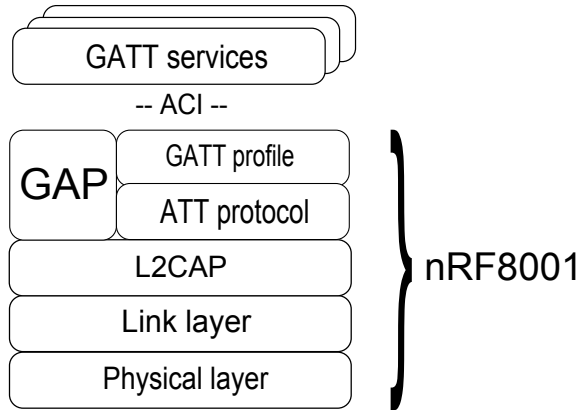 GATT services
-- ACI --
GAP
GATT profile
ATT protocol
L2CAP
Link layer
Physical layer
nRF8001